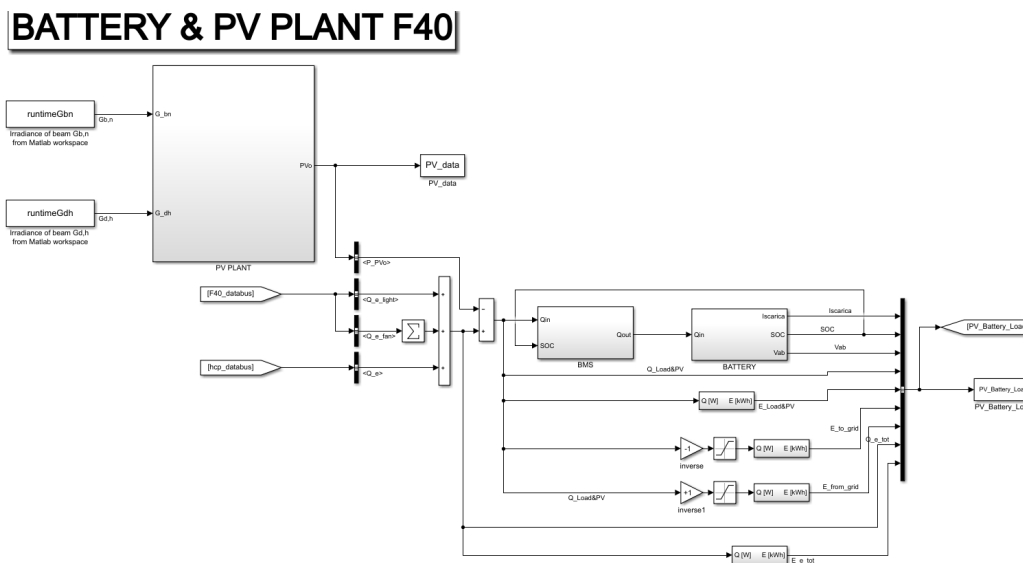 BATTERY & PV PLANT F40
runtimeGbn
Gb,n
Irradiance of beam Gb,n
from Matlab workspace
G_bn
PVo
PV_data
PV_data
runtimeGdh
Gd,h
Irradiance of beam Gd,h
from Matlab workspace
G_dh
PV PLANT
<P_PVo>
[F40_databus]
<Q_e_light>
<Q_e_fan>
Σ
[hcp_databus]
<Q_e>
+
+
+
−
+
Qin
SOC
Qout
BMS
Qin
Iscarica
SOC
Vab
BATTERY
Iscarica
SOC
Vab
Q_Load&PV
Q [W] E [kWh]
E_Load&PV
-1
inverse
Q [W] E [kWh]
E_to_grid
Q_e_tot
Q_Load&PV
+1
inverse1
Q [W] E [kWh]
E_from_grid
Q [W] E [kWh]
E_e_tot
[PV_Battery_Loa
PV_Battery_Loa
PV_Battery_Lo